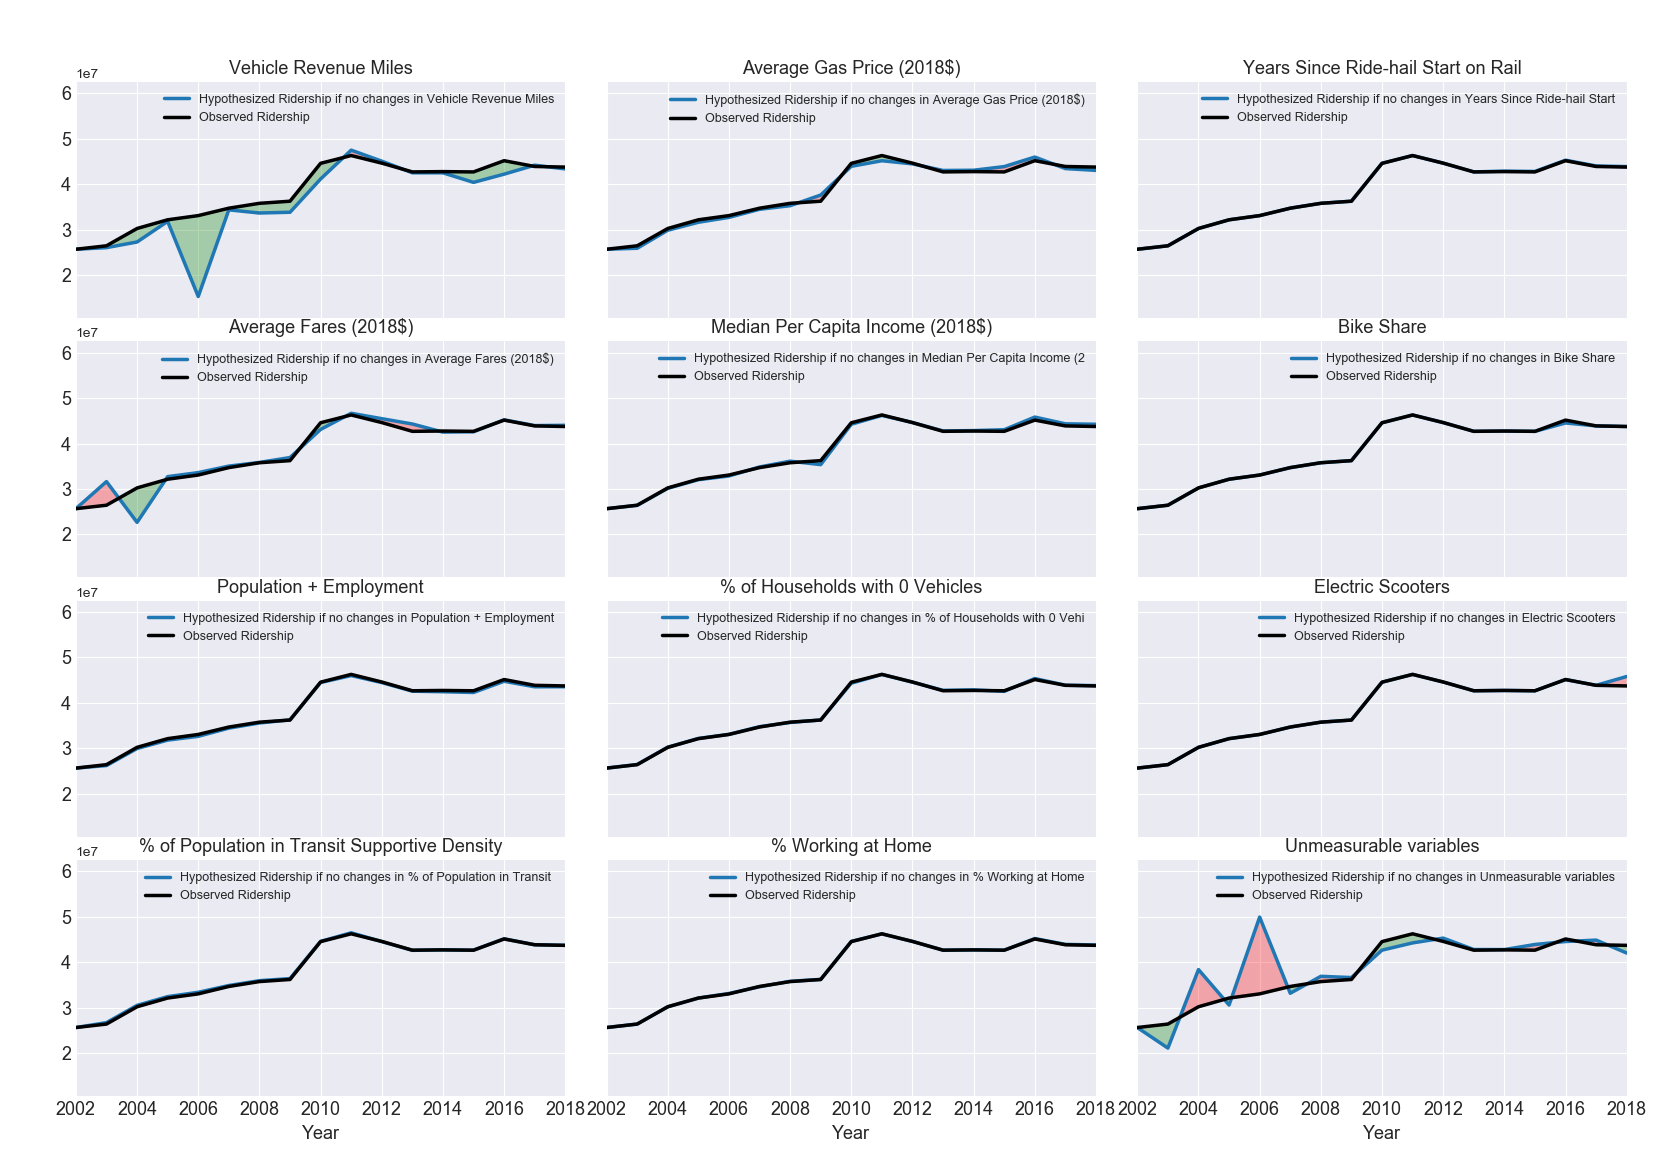 Vehicle Revenue Miles
1e7
6
5
4
3
2
Hypothesized Ridership if no changes in Vehicle Revenue Miles
Observed Ridership
Average Gas Price (2018$)
Hypothesized Ridership if no changes in Average Gas Price (2018$)
Observed Ridership
Years Since Ride-hail Start on Rail
Hypothesized Ridership if no changes in Years Since Ride-hail Start
Observed Ridership
Average Fares (2018$)
1e7
6
5
4
3
2
Hypothesized Ridership if no changes in Average Fares (2018$)
Observed Ridership
Median Per Capita Income (2018$)
Hypothesized Ridership if no changes in Median Per Capita Income (2
Observed Ridership
Bike Share
Hypothesized Ridership if no changes in Bike Share
Observed Ridership
Population + Employment
1e7
6
5
4
3
2
Hypothesized Ridership if no changes in Population + Employment
Observed Ridership
% of Households with 0 Vehicles
Hypothesized Ridership if no changes in % of Households with 0 Vehi
Observed Ridership
Electric Scooters
Hypothesized Ridership if no changes in Electric Scooters
Observed Ridership
% of Population in Transit Supportive Density
1e7
6
5
4
3
2
Hypothesized Ridership if no changes in % of Population in Transit
Observed Ridership
2002 2004 2006 2008 2010 2012 2014 2016 2018
Year
% Working at Home
Hypothesized Ridership if no changes in % Working at Home
Observed Ridership
2002 2004 2006 2008 2010 2012 2014 2016 2018
Year
Unmeasurable variables
Hypothesized Ridership if no changes in Unmeasurable variables
Observed Ridership
2002 2004 2006 2008 2010 2012 2014 2016 2018
Year